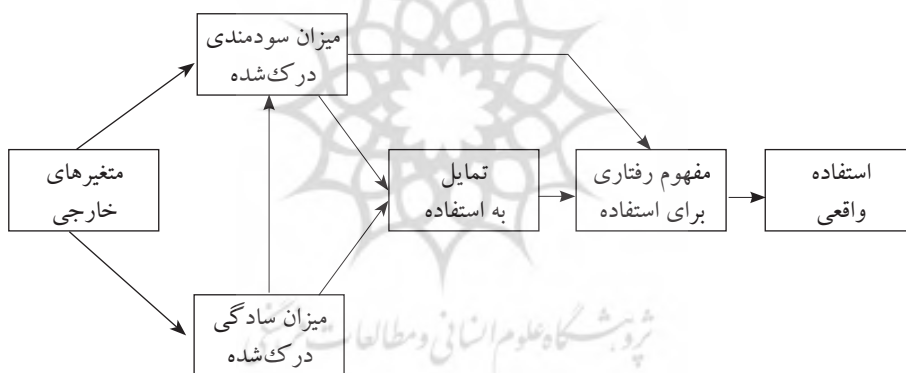 میزان سودمندی
درک‌شده
متغیرهای
خارجی
تمایل
به استفاده
مفهوم رفتاری
برای استفاده
استفاده
واقعی
میزان سادگی
درک‌شده
پژوهشگاه علوم انسانی و مطالعات فرهنگی